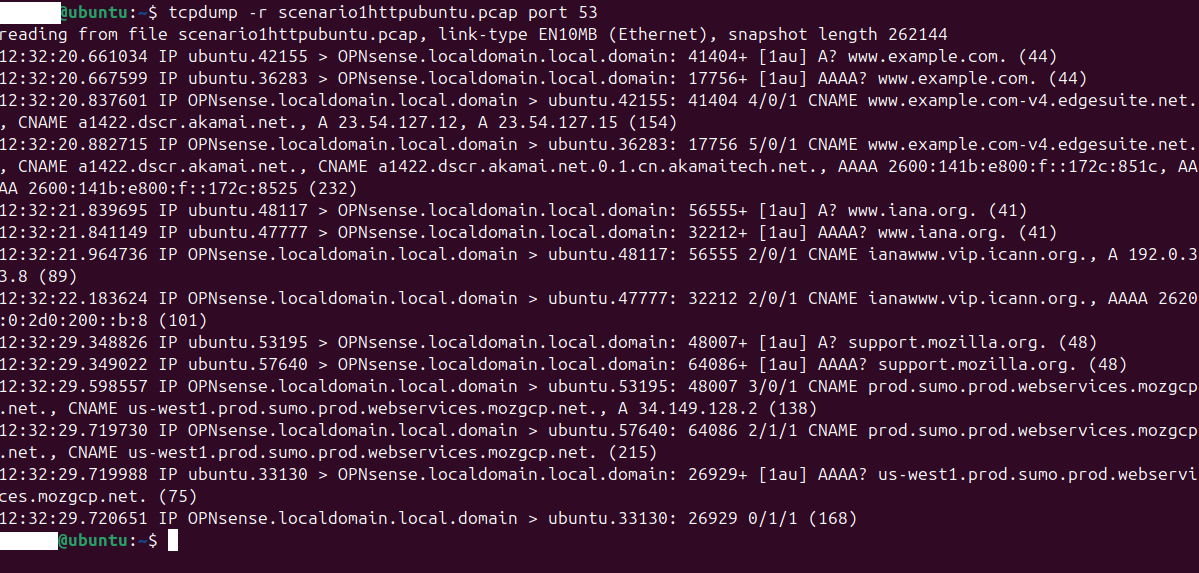 @ubuntu:~$ tcpdump -r scenario1httpubuntu.pcap port 53
reading from file scenario1httpubuntu.pcap, link-type EN10MB (Ethernet), snapshot length 262144
12:32:20.661034 IP ubuntu.42155 > OPNsense.localdomain.local.domain: 41404+ [1au] A? www.example.com. (44)
12:32:20.667599 IP ubuntu.36283 > OPNsense.localdomain.local.domain: 17756+ [1au] AAAA? www.example.com. (44)
12:32:20.837601 IP OPNsense.localdomain.local.domain > ubuntu.42155: 41404 4/0/1 CNAME www.example.com-v4.edgesuite.net.
, CNAME a1422.dscr.akamai.net., A 23.54.127.12, A 23.54.127.15 (154)
12:32:20.882715 IP OPNsense.localdomain.local.domain > ubuntu.36283: 17756 5/0/1 CNAME www.example.com-v4.edgesuite.net.
, CNAME a1422.dscr.akamai.net., CNAME a1422.dscr.akamai.net.0.1.cn.akamaitech.net., AAAA 2600:141b:e800:f::172c:851c, AA
AA 2600:141b:e800:f::172c:8525 (232)
12:32:21.839695 IP ubuntu.48117 > OPNsense.localdomain.local.domain: 56555+ [1au] A? www.iana.org. (41)
12:32:21.841149 IP ubuntu.47777 > OPNsense.localdomain.local.domain: 32212+ [1au] AAAA? www.iana.org. (41)
12:32:21.964736 IP OPNsense.localdomain.local.domain > ubuntu.48117: 56555 2/0/1 CNAME ianawww.vip.icann.org., A 192.0.3
3.8 (89)
12:32:22.183624 IP OPNsense.localdomain.local.domain > ubuntu.47777: 32212 2/0/1 CNAME ianawww.vip.icann.org., AAAA 2620
:0:2d0:200::b:8 (101)
12:32:29.348826 IP ubuntu.53195 > OPNsense.localdomain.local.domain: 48007+ [1au] A? support.mozilla.org. (48)
12:32:29.349022 IP ubuntu.57640 > OPNsense.localdomain.local.domain: 64086+ [1au] AAAA? support.mozilla.org. (48)
12:32:29.598557 IP OPNsense.localdomain.local.domain > ubuntu.53195: 48007 3/0/1 CNAME prod.sumo.prod.webservices.mozgcp
.net., CNAME us-west1.prod.sumo.prod.webservices.mozgcp.net., A 34.149.128.2 (138)
12:32:29.719730 IP OPNsense.localdomain.local.domain > ubuntu.57640: 64086 2/1/1 CNAME prod.sumo.prod.webservices.mozgcp
.net., CNAME us-west1.prod.sumo.prod.webservices.mozgcp.net. (215)
12:32:29.719988 IP ubuntu.33130 > OPNsense.localdomain.local.domain: 26929+ [1au] AAAA? us-west1.prod.sumo.prod.webservi
ces.mozgcp.net. (75)
12:32:29.720651 IP OPNsense.localdomain.local.domain > ubuntu.33130: 26929 0/1/1 (168)
@ubuntu:~$